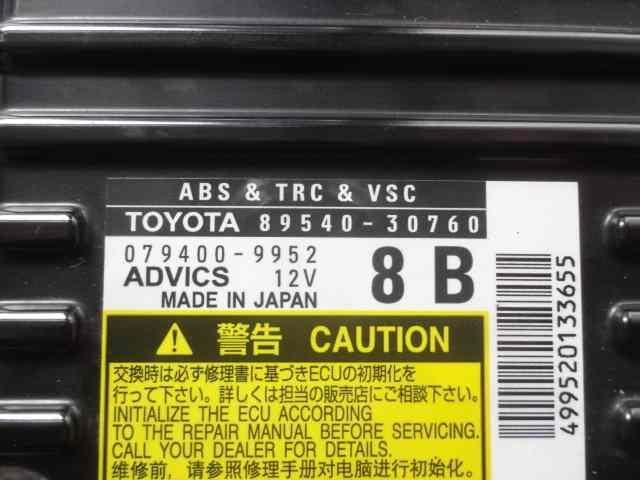 ABS & TRC & VSC
TOYOTA 89540-30760
079400-9952
ADVICS 12V
8 B
MADE IN JAPAN
警告 CAUTION
交換時は必ず修理書に基づきECUの初期化を
行って下さい。詳しくは担当の販売店にご相談下さい。
INITIALIZE THE ECU ACCORDING
TO THE REPAIR MANUAL BEFORE SERVICING.
CALL YOUR DEALER FOR DETAILS.
维修前，请参照修理手册对电脑进行初始化。
499520133655